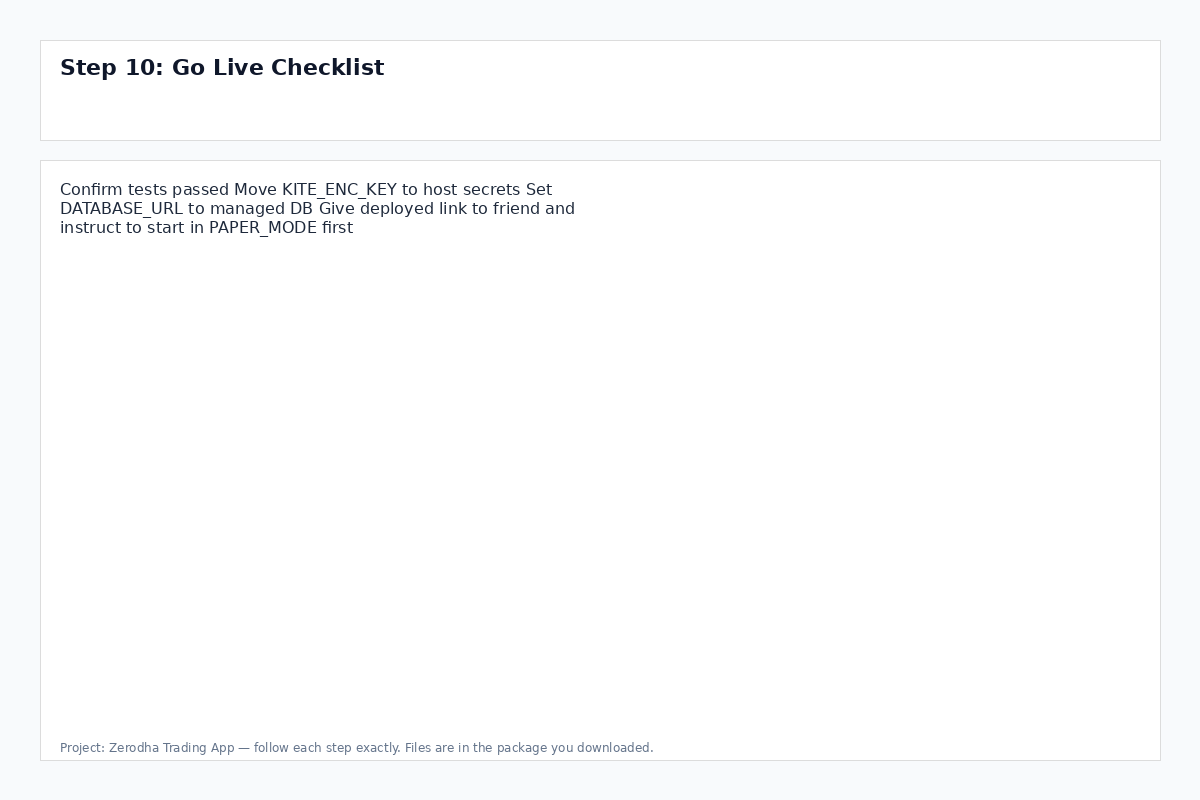 Step 10: Go Live Checklist
Confirm tests passed Move KITE_ENC_KEY to host secrets Set
DATABASE_URL to managed DB Give deployed link to friend and
instruct to start in PAPER_MODE first
Project: Zerodha Trading App — follow each step exactly. Files are in the package you downloaded.